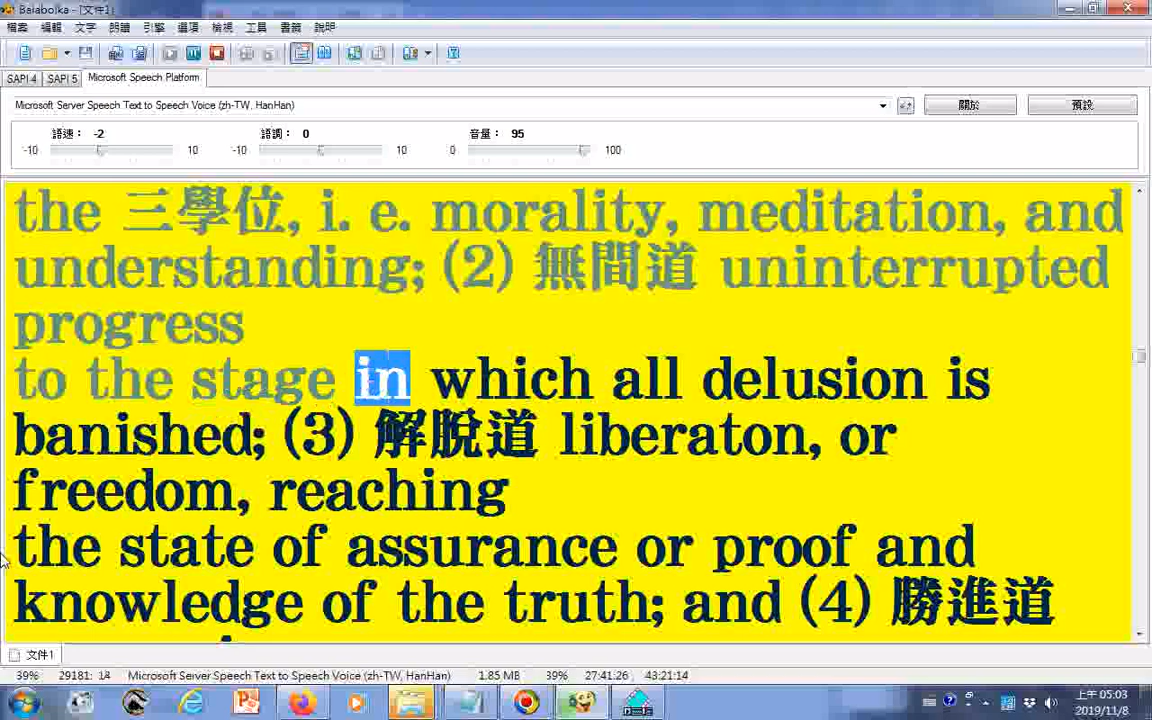 Balabolka - [文件1]
檔案 編輯 文字 朗讀 引擎 選項 檢視 工具 書籤 說明
SAPI 4 SAPI 5 Microsoft Speech Platform
Microsoft Server Speech Text to Speech Voice (zh-TW, HanHan) 關於 預設
語速： -2 語調： 0 音量： 95
-10 10 -10 10 0 100
the 三學位, i. e. morality, meditation, and
understanding; (2) 無間道 uninterrupted
progress
to the stage in which all delusion is
banished; (3) 解脫道 liberaton, or
freedom, reaching
the state of assurance or proof and
knowledge of the truth; and (4) 勝進道
文件1
39% 29181: 14 Microsoft Server Speech Text to Speech Voice (zh-TW, HanHan) 1.85 MB 39% 27:41:26 43:21:14
上午 05:03
2019/11/8